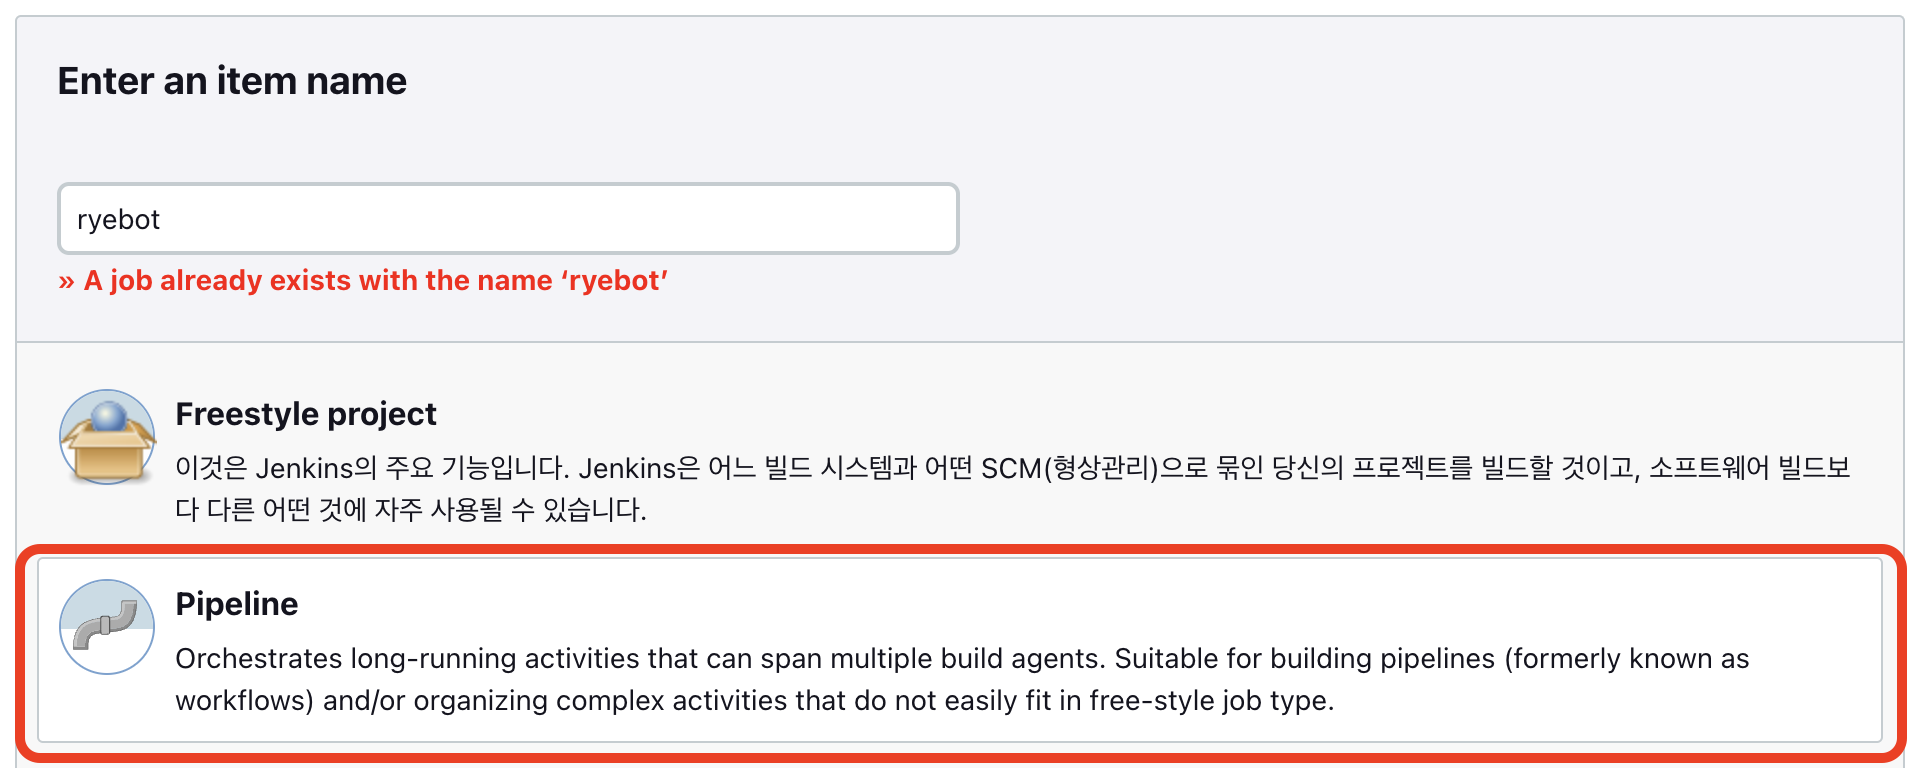 Enter an item name
ryebot
» A job already exists with the name ‘ryebot’
Freestyle project
이것은 Jenkins의 주요 기능입니다. Jenkins은 어느 빌드 시스템과 어떤 SCM(형상관리)으로 묶인 당신의 프로젝트를 빌드할 것이고, 소프트웨어 빌드보
다 다른 어떤 것에 자주 사용될 수 있습니다.
Pipeline
Orchestrates long-running activities that can span multiple build agents. Suitable for building pipelines (formerly known as
workflows) and/or organizing complex activities that do not easily fit in free-style job type.